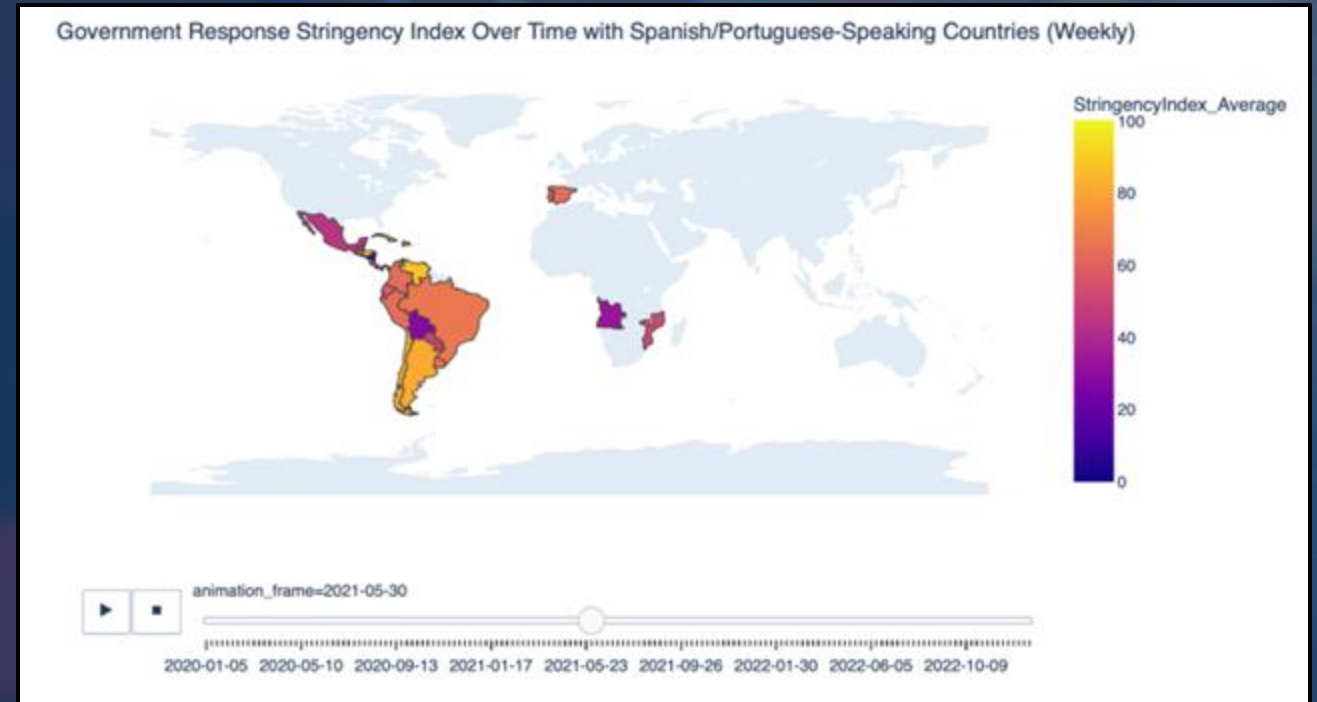 Government Response Stringency Index Over Time with Spanish/Portuguese-Speaking Countries (Weekly)
StringencyIndex_Average
100
80
60
40
20
0
animation_frame=2021-05-30
2020-01-05 2020-05-10 2020-09-13 2021-01-17 2021-05-23 2021-09-26 2022-01-30 2022-06-05 2022-10-09